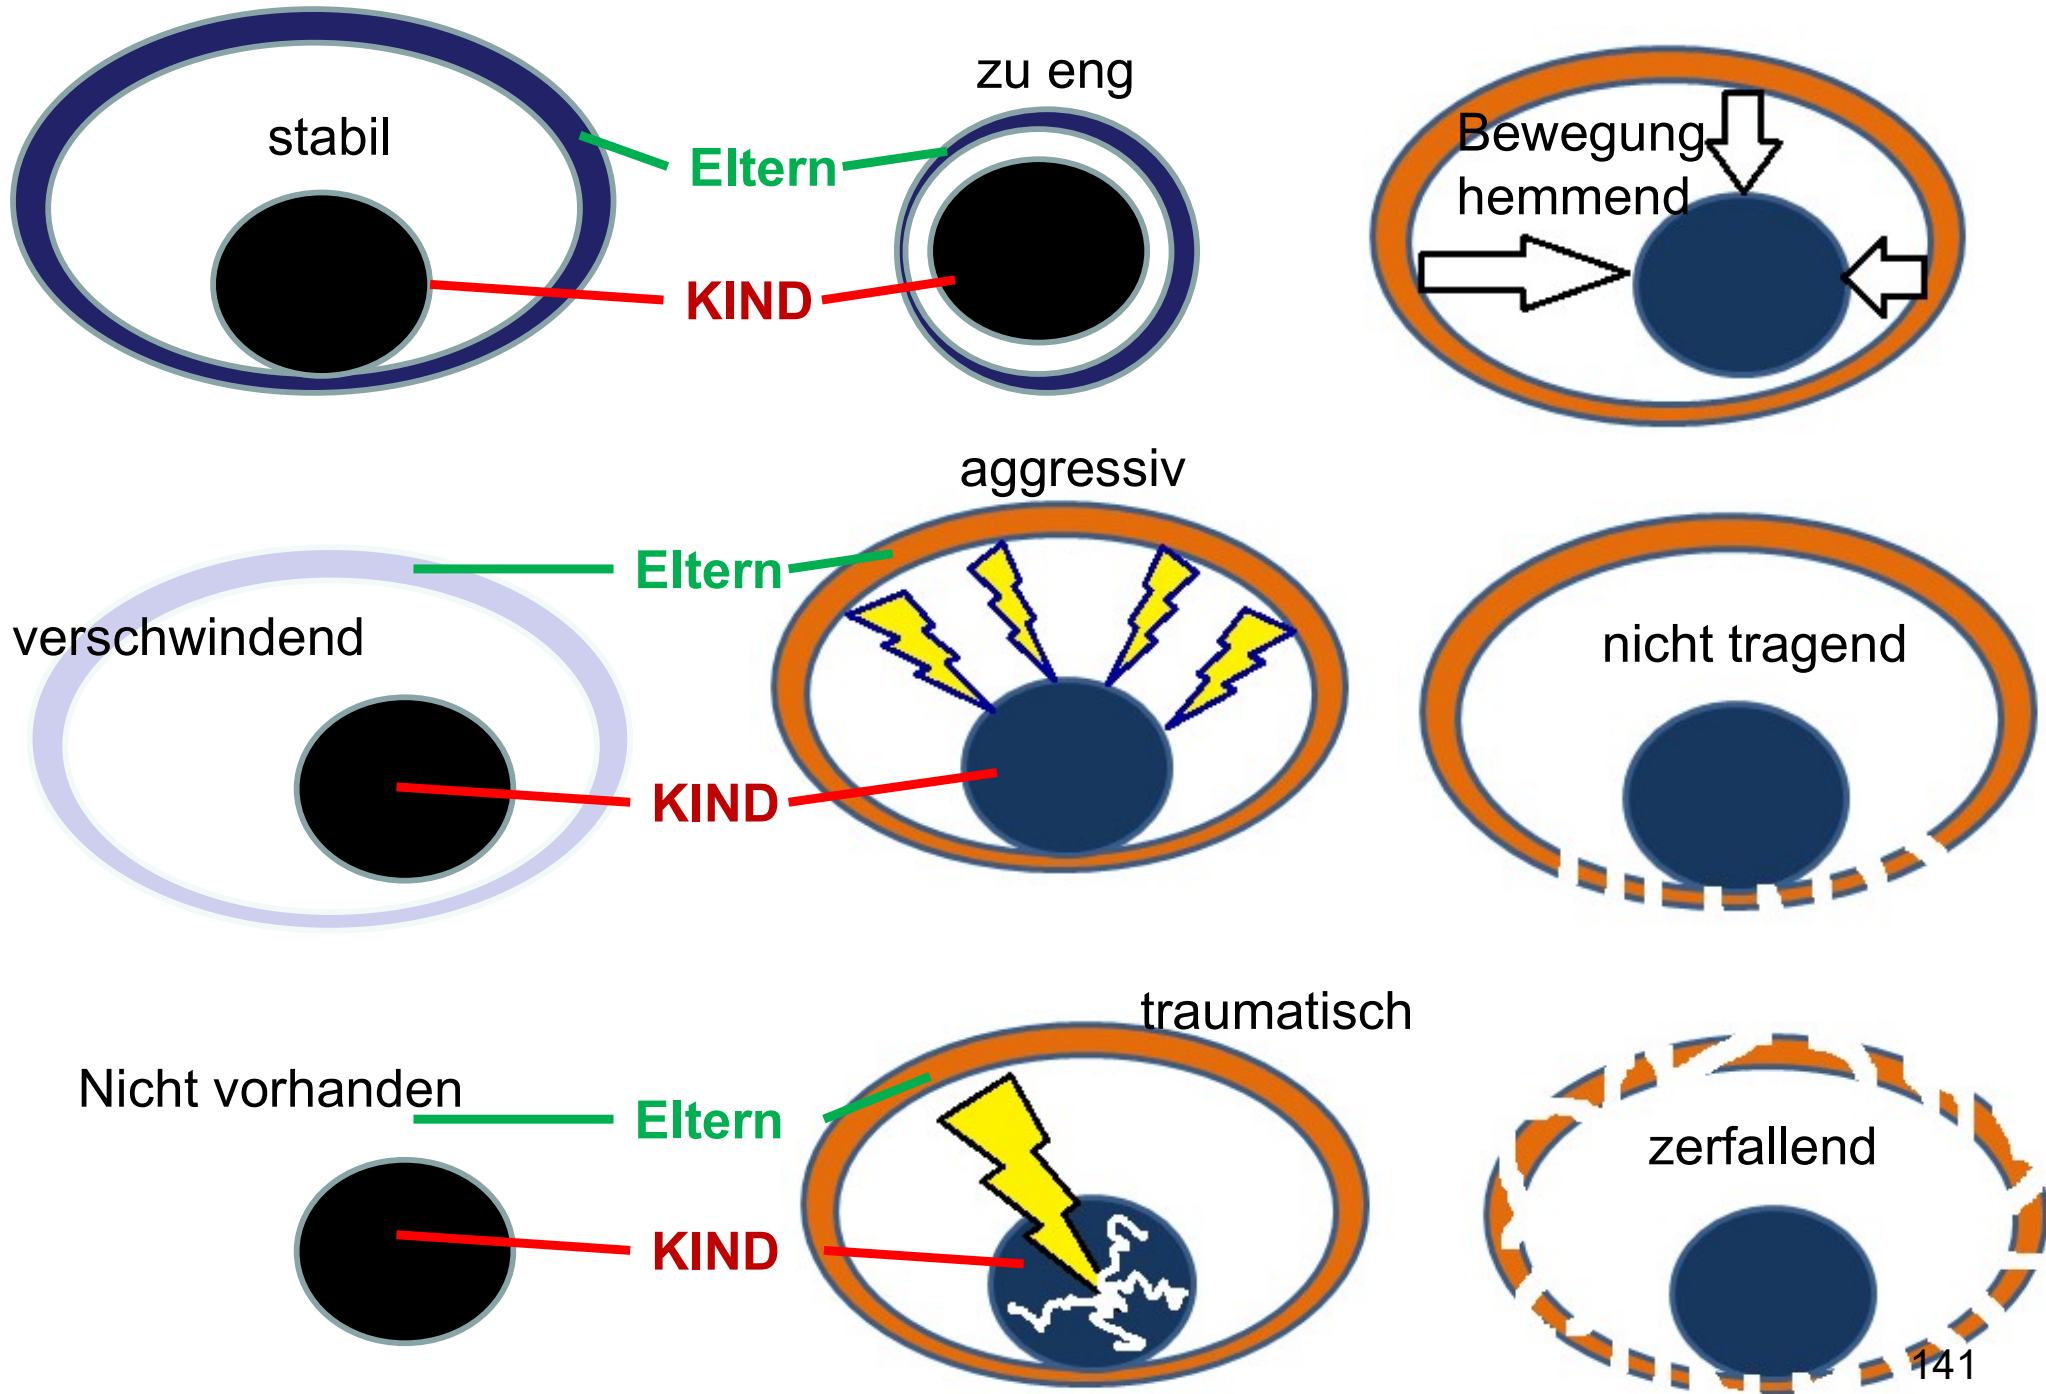 stabil
zu eng
Eltern
KIND
Bewegung
hemmend
verschwindend
aggressiv
Eltern
KIND
nicht tragend
Nicht vorhanden
traumatisch
Eltern
KIND
zerfallend
141